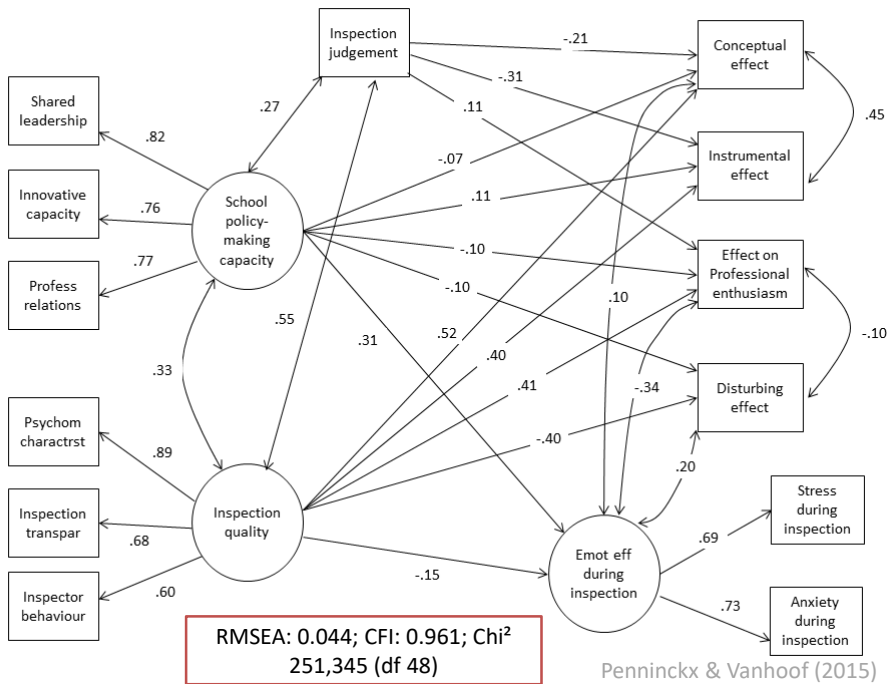 Inspection
judgement
-.21
Conceptual
effect
-.31
Shared
leadership
.27
.11
.45
.82
-.07
Instrumental
effect
Innovative
capacity
.76
School
policy-
making
capacity
.11
Profess
relations
.77
-.10
Effect on
Professional
enthusiasm
-.10
.10
.55
.31
.52
.40
-.10
.33
.41
-.34
Disturbing
effect
Psychom
charactrst
.89
-.40
.20
Inspection
transpar
.68
Inspection
quality
Stress
during
inspection
.69
Emot eff
during
inspection
Inspector
behaviour
.60
-.15
.73
Anxiety
during
inspection
RMSEA: 0.044; CFI: 0.961; Chi²
251,345 (df 48)
Penninckx & Vanhoof (2015)